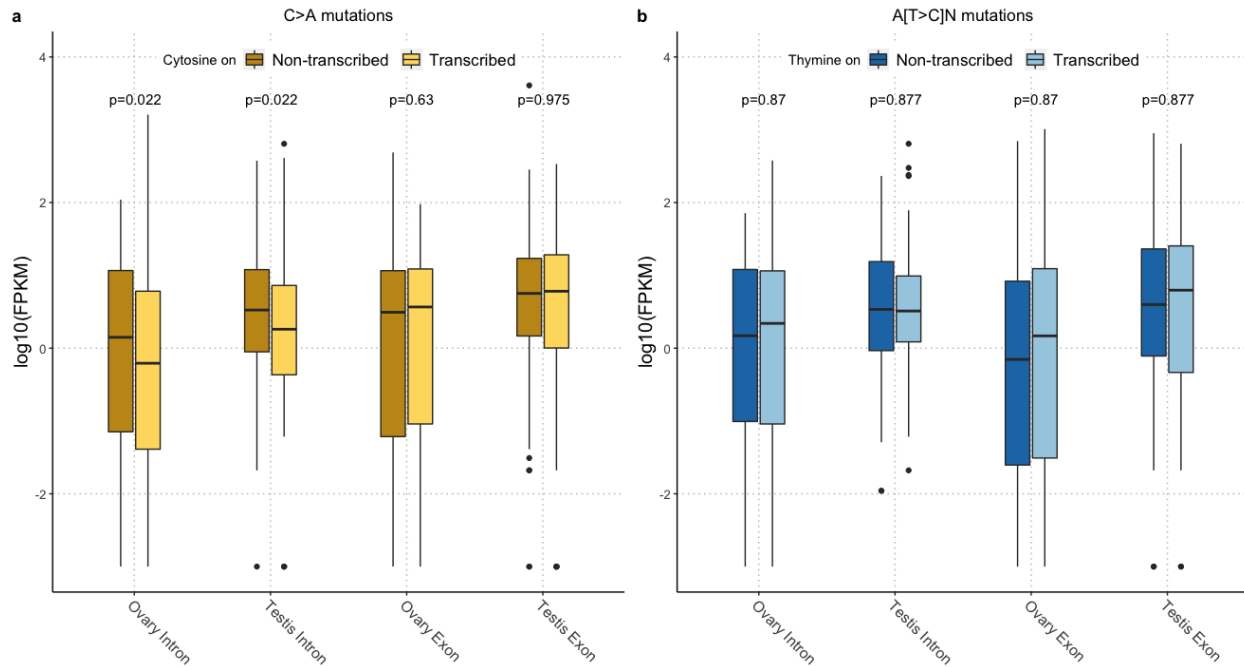 a
C>A mutations
Cytosine on Non-transcribed Transcribed
p=0.022 p=0.022 p=0.63 p=0.975
log10(FPKM)
4
2
0
-2
Ovary Intron Testis Intron Ovary Exon Testis Exon
b
A[T>C]N mutations
Thymine on Non-transcribed Transcribed
p=0.87 p=0.877 p=0.87 p=0.877
log10(FPKM)
4
2
0
-2
Ovary Intron Testis Intron Ovary Exon Testis Exon